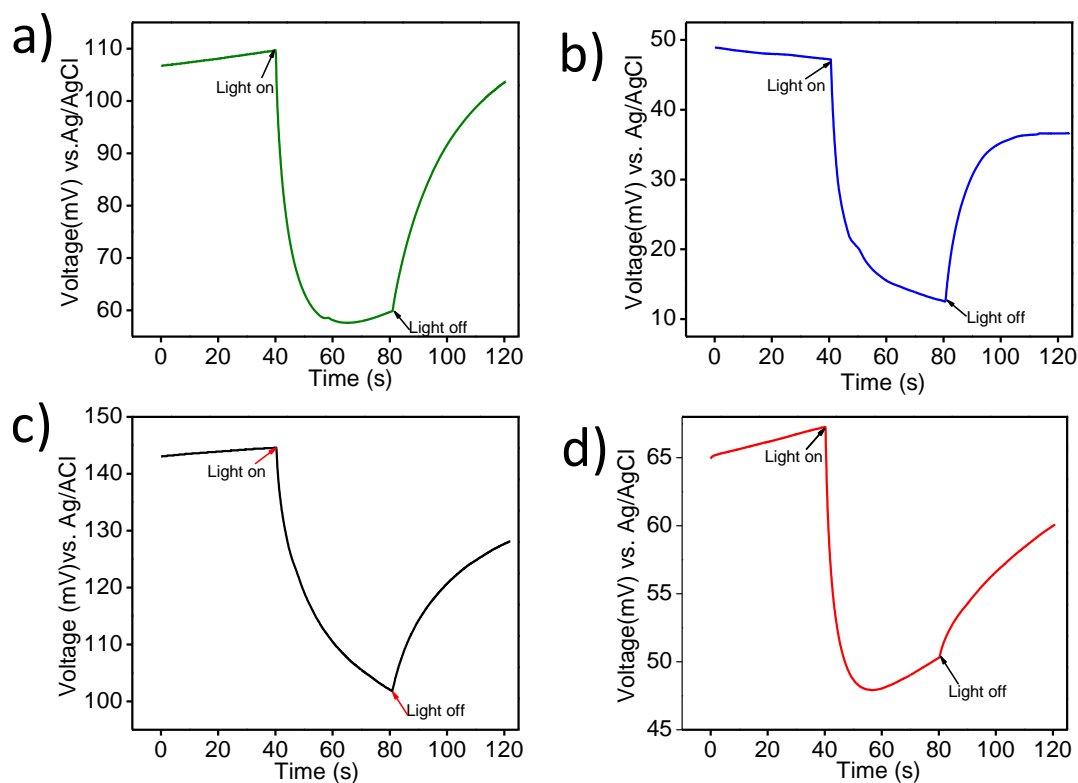 a)
Voltage(mV) vs.Ag/AgCl
110
100
90
80
70
60
Light on
Light off
0 20 40 60 80 100 120
Time (s)
b)
Voltage(mV) vs. Ag/AgCl
50
40
30
20
10
Light on
Light off
0 20 40 60 80 100 120
Time (s)
c)
Voltage (mV)vs. Ag/ACl
150
140
130
120
110
100
Light on
Light off
0 20 40 60 80 100 120
Time (s)
d)
Voltage(mV) vs. Ag/AgCl
65
60
55
50
45
Light on
Light off
0 20 40 60 80 100 120
Time (s)